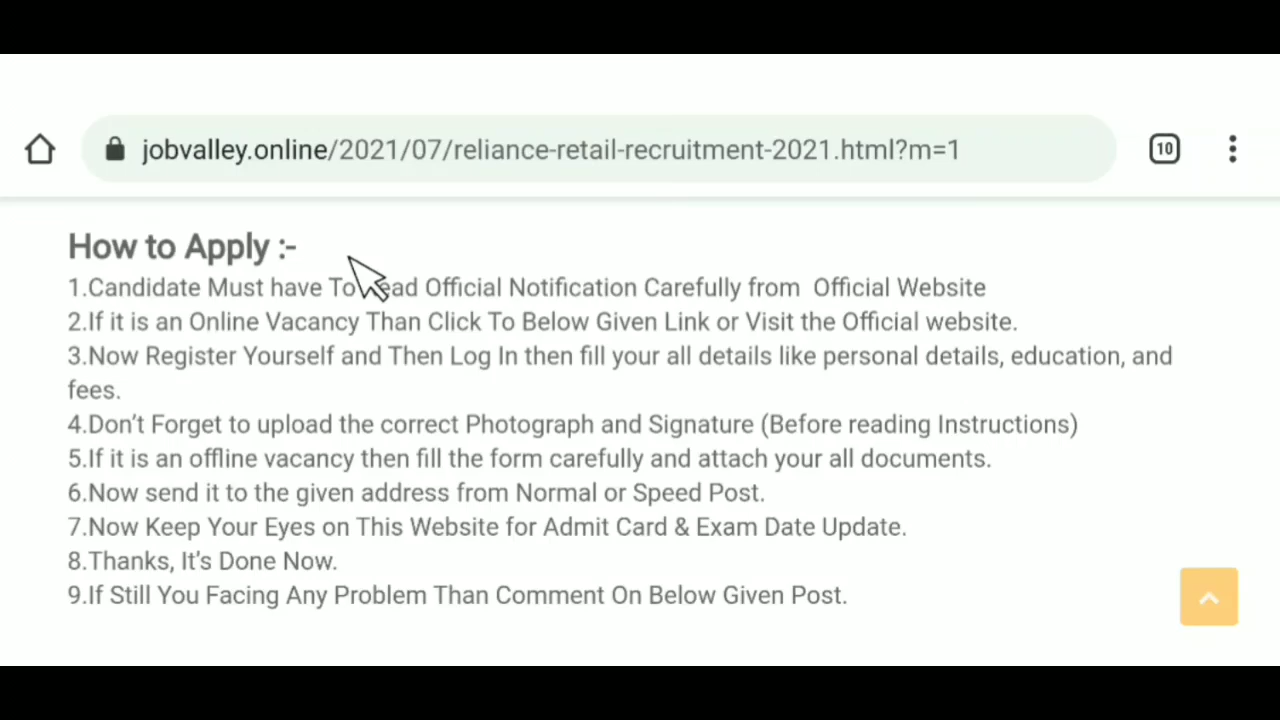 jobvalley.online/2021/07/reliance-retail-recruitment-2021.html?m=1
10
How to Apply :-
1.Candidate Must have To Read Official Notification Carefully from  Official Website
2.If it is an Online Vacancy Than Click To Below Given Link or Visit the Official website.
3.Now Register Yourself and Then Log In then fill your all details like personal details, education, and
fees.
4.Don’t Forget to upload the correct Photograph and Signature (Before reading Instructions)
5.If it is an offline vacancy then fill the form carefully and attach your all documents.
6.Now send it to the given address from Normal or Speed Post.
7.Now Keep Your Eyes on This Website for Admit Card & Exam Date Update.
8.Thanks, It’s Done Now.
9.If Still You Facing Any Problem Than Comment On Below Given Post.